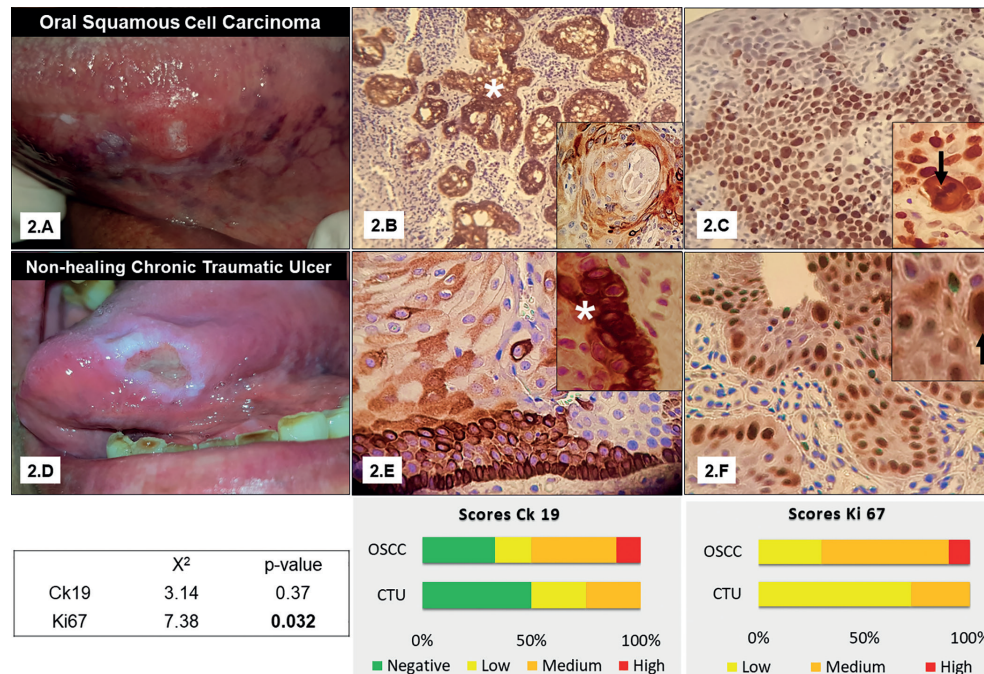 Oral Squamous Cell Carcinoma
2.A
2.B
2.C
Non-healing Chronic Traumatic Ulcer
2.D
2.E
2.F
X² p-value
Ck19 3.14 0.37
Ki67 7.38 0.032
Scores Ck 19
OSCC
CTU
0% 50% 100%
Negative Low Medium High
Scores Ki 67
OSCC
CTU
0% 50% 100%
Low Medium High